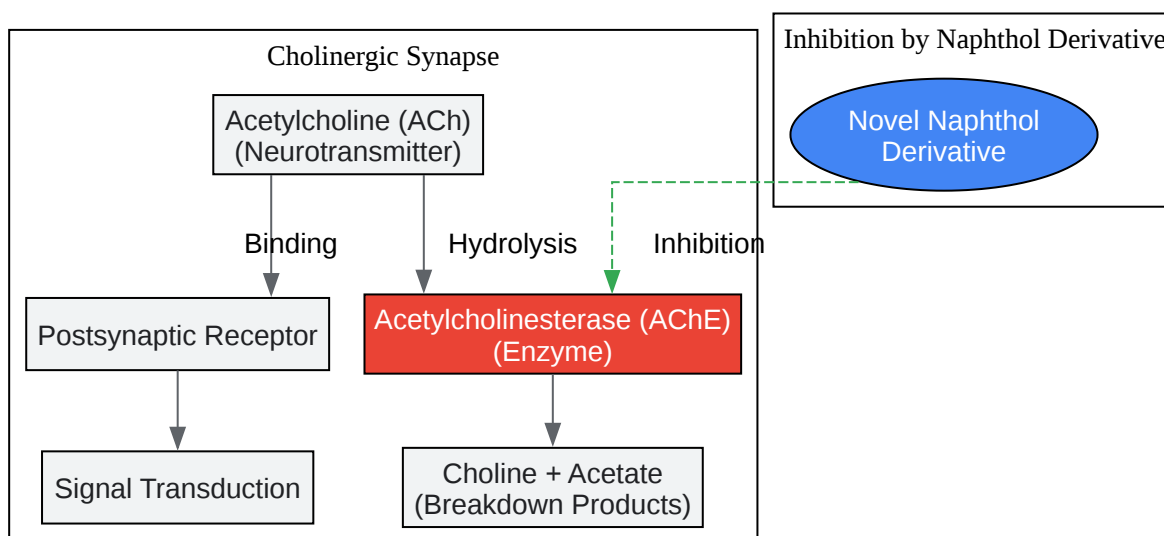 Cholinergic Synapse
Inhibition by Naphthol Derivative
Acetylcholine (ACh)
(Neurotransmitter)
Novel Naphthol
Derivative
Binding
Hydrolysis
Inhibition
Postsynaptic Receptor
Acetylcholinesterase (AChE)
(Enzyme)
Signal Transduction
Choline + Acetate
(Breakdown Products)